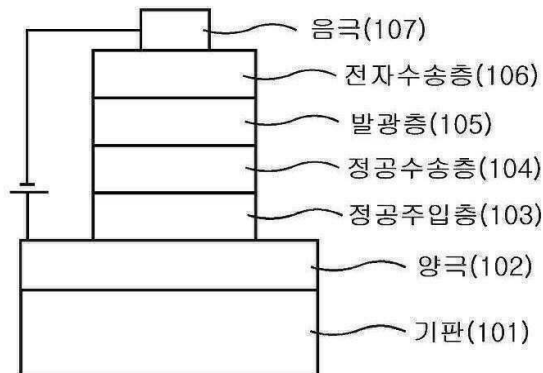 음극(107)
전자수송층(106)
발광층(105)
정공수송층(104)
정공주입층(103)
양극(102)
기판(101)